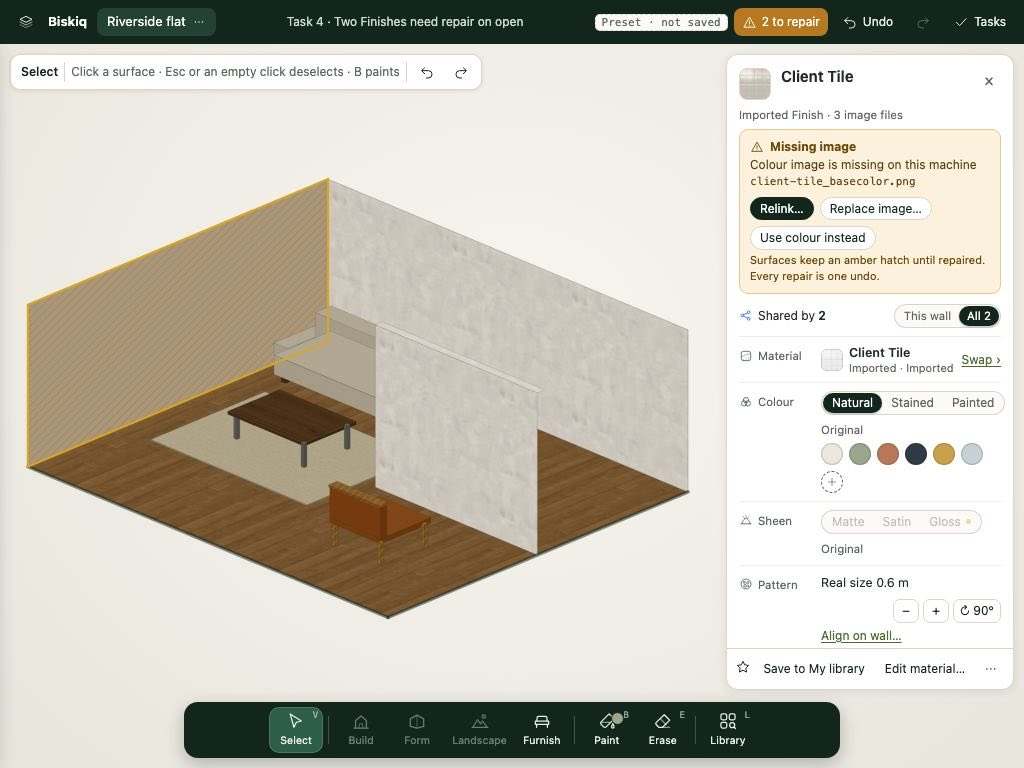 Biskiq
Riverside flat ···
Task 4 · Two Finishes need repair on open
Preset · not saved
2 to repair
Undo
Tasks
Select
Click a surface · Esc or an empty click deselects · B paints
Client Tile
Imported Finish · 3 image files
Missing image
Colour image is missing on this machine
client-tile_basecolor.png
Relink…
Replace image…
Use colour instead
Surfaces keep an amber hatch until repaired.
Every repair is one undo.
Shared by 2
This wall
All 2
Material
Client Tile
Imported · Imported
Swap ›
Colour
Natural
Stained
Painted
Original
+
Sheen
Matte
Satin
Gloss
Original
Pattern
Real size 0.6 m
−
+
↻ 90°
Align on wall…
Save to My library
Edit material…
···
Select V
Build
Form
Landscape
Furnish
Paint B
Erase E
Library L